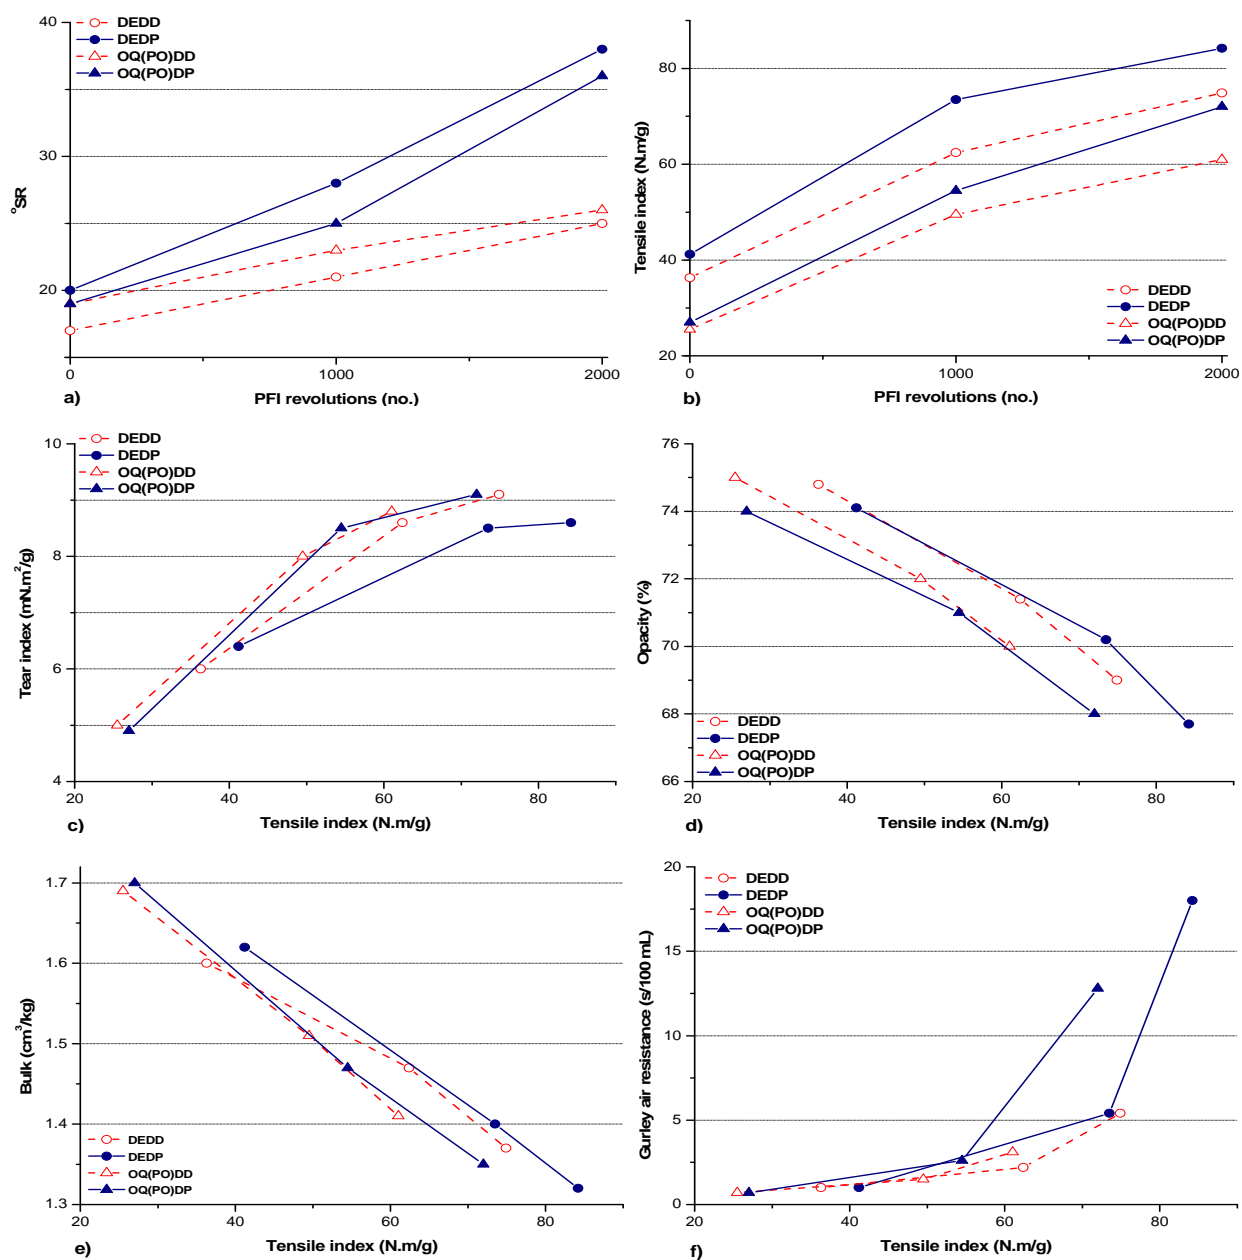 DEDD
DEDP
OQ(PO)DD
OQ(PO)DP
40
30
20
°SR
0
1000
2000
PFI revolutions (no.)
a)
80
60
40
20
Tensile index (N.m/g)
DEDD
DEDP
OQ(PO)DD
OQ(PO)DP
0
1000
2000
PFI revolutions (no.)
b)
DEDD
DEDP
OQ(PO)DD
OQ(PO)DP
10
8
6
4
Tear index (mN.m²/g)
20
40
60
80
Tensile index (N.m/g)
c)
76
74
72
70
68
66
Opacity (%)
DEDD
DEDP
OQ(PO)DD
OQ(PO)DP
20
40
60
80
Tensile index (N.m/g)
d)
1.7
1.6
1.5
1.4
1.3
Bulk (cm³/kg)
DEDD
DEDP
OQ(PO)DD
OQ(PO)DP
20
40
60
80
Tensile index (N.m/g)
e)
20
15
10
5
0
Gurley air resistance (s/100 mL)
DEDD
DEDP
OQ(PO)DD
OQ(PO)DP
20
40
60
80
Tensile index (N.m/g)
f)